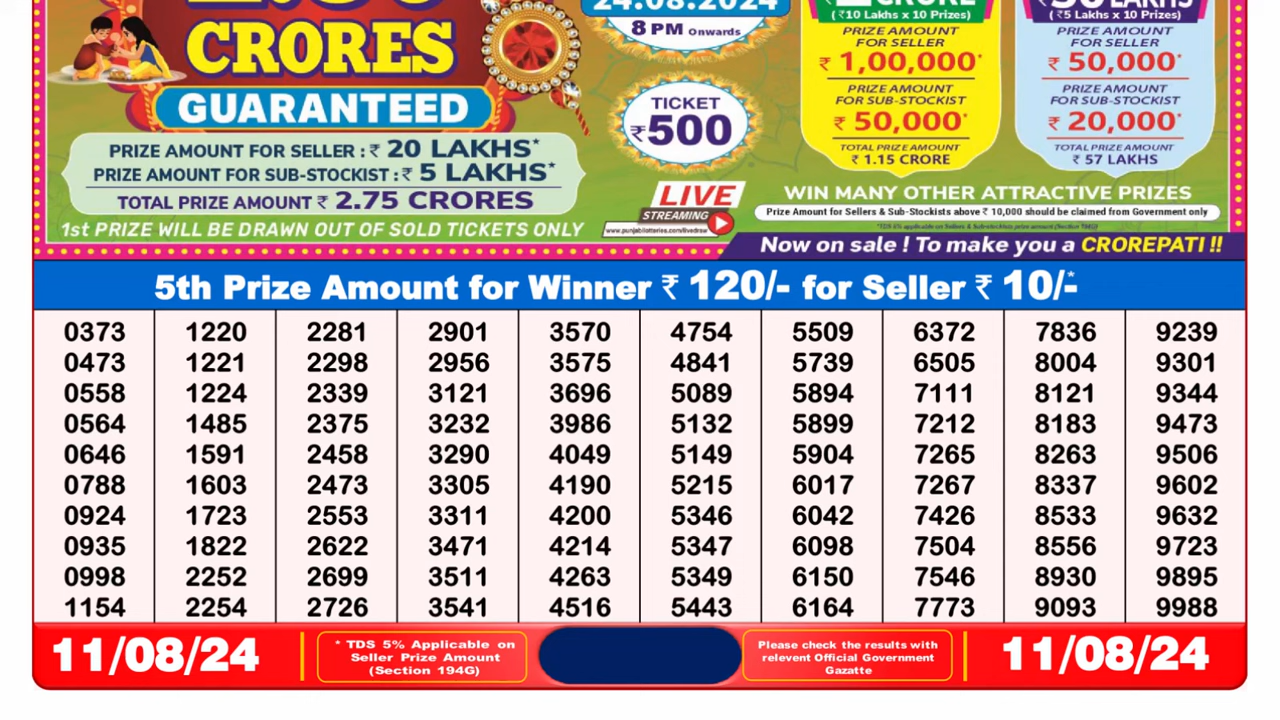 CRORES
GUARANTEED
PRIZE AMOUNT FOR SELLER : ₹ 20 LAKHS*
PRIZE AMOUNT FOR SUB-STOCKIST : ₹ 5 LAKHS*
TOTAL PRIZE AMOUNT ₹ 2.75 CRORES
1st PRIZE WILL BE DRAWN OUT OF SOLD TICKETS ONLY
24.08.2024
8 PM Onwards
TICKET
₹500
LIVE
STREAMING
www.punjablotteries.com/livedraw
CRORE
(₹10 Lakhs x 10 Prizes)
PRIZE AMOUNT
FOR SELLER
₹ 1,00,000*
PRIZE AMOUNT
FOR SUB-STOCKIST
₹ 50,000*
TOTAL PRIZE AMOUNT
₹ 1.15 CRORE
LAKHS
(₹5 Lakhs x 10 Prizes)
PRIZE AMOUNT
FOR SELLER
₹ 50,000*
PRIZE AMOUNT
FOR SUB-STOCKIST
₹ 20,000*
TOTAL PRIZE AMOUNT
₹ 57 LAKHS
WIN MANY OTHER ATTRACTIVE PRIZES
Prize Amount for Sellers & Sub-Stockists above ₹ 10,000 should be claimed from Government only
Now on sale ! To make you a CROREPATI !!
5th Prize Amount for Winner ₹ 120/- for Seller ₹ 10/-*
0373 1220 2281 2901 3570 4754 5509 6372 7836 9239
0473 1221 2298 2956 3575 4841 5739 6505 8004 9301
0558 1224 2339 3121 3696 5089 5894 7111 8121 9344
0564 1485 2375 3232 3986 5132 5899 7212 8183 9473
0646 1591 2458 3290 4049 5149 5904 7265 8263 9506
0788 1603 2473 3305 4190 5215 6017 7267 8337 9602
0924 1723 2553 3311 4200 5346 6042 7426 8533 9632
0935 1822 2622 3471 4214 5347 6098 7504 8556 9723
0998 2252 2699 3511 4263 5349 6150 7546 8930 9895
1154 2254 2726 3541 4516 5443 6164 7773 9093 9988
11/08/24
* TDS 5% Applicable on
Seller Prize Amount
(Section 194G)
Please check the results with
relevent Official Government
Gazatte
11/08/24